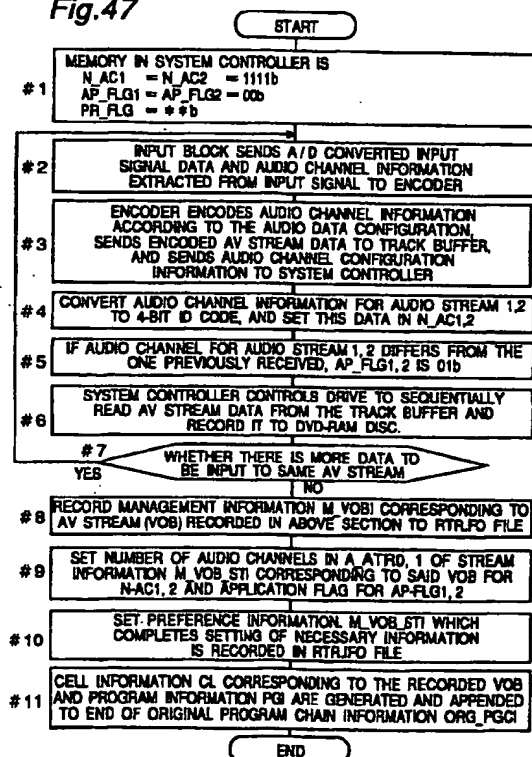 Fig.47
START
#1
MEMORY IN SYSTEM CONTROLLER IS
N_AC1 = N_AC2 = 1111b
AP_FLG1 = AP_FLG2 = 00b
PR_FLG = **b
#2
INPUT BLOCK SENDS A/D CONVERTED INPUT
SIGNAL DATA AND AUDIO CHANNEL INFORMATION
EXTRACTED FROM INPUT SIGNAL TO ENCODER
#3
ENCODER ENCODES AUDIO CHANNEL INFORMATION
ACCORDING TO THE AUDIO DATA CONFIGURATION,
SENDS ENCODED AV STREAM DATA TO TRACK BUFFER,
AND SENDS AUDIO CHANNEL CONFIGURATION
INFORMATION TO SYSTEM CONTROLLER
#4
CONVERT AUDIO CHANNEL INFORMATION FOR AUDIO STREAM 1,2
TO 4-BIT ID CODE, AND SET THIS DATA IN N_AC1,2
#5
IF AUDIO CHANNEL FOR AUDIO STREAM 1, 2 DIFFERS FROM THE
ONE PREVIOUSLY RECEIVED, AP_FLG1, 2 IS 01b
#6
SYSTEM CONTROLLER CONTROLS DRIVE TO SEQUENTIALLY
READ AV STREAM DATA FROM THE TRACK BUFFER AND
RECORD IT TO DVD-RAM DISC.
#7
YES
WHETHER THERE IS MORE DATA TO
BE INPUT TO SAME AV STREAM
NO
#8
RECORD MANAGEMENT INFORMATION M_VOBI CORRESPONDING TO
AV STREAM (VOB) RECORDED IN ABOVE SECTION TO RTR.IFO FILE
#9
SET NUMBER OF AUDIO CHANNELS IN A_ATR0, 1 OF STREAM
INFORMATION M_VOB_STI CORRESPONDING TO SAID VOB FOR
N-AC1, 2 AND APPLICATION FLAG FOR AP-FLG1, 2
#10
SET PREFERENCE INFORMATION. M_VOB_STI WHICH
COMPLETES SETTING OF NECESSARY INFORMATION
IS RECORDED IN RTR.IFO FILE
#11
CELL INFORMATION CL CORRESPONDING TO THE RECORDED VOB
AND PROGRAM INFORMATION PGI ARE GENERATED AND APPENDED
TO END OF ORIGINAL PROGRAM CHAIN INFORMATION ORG_PGCI
END